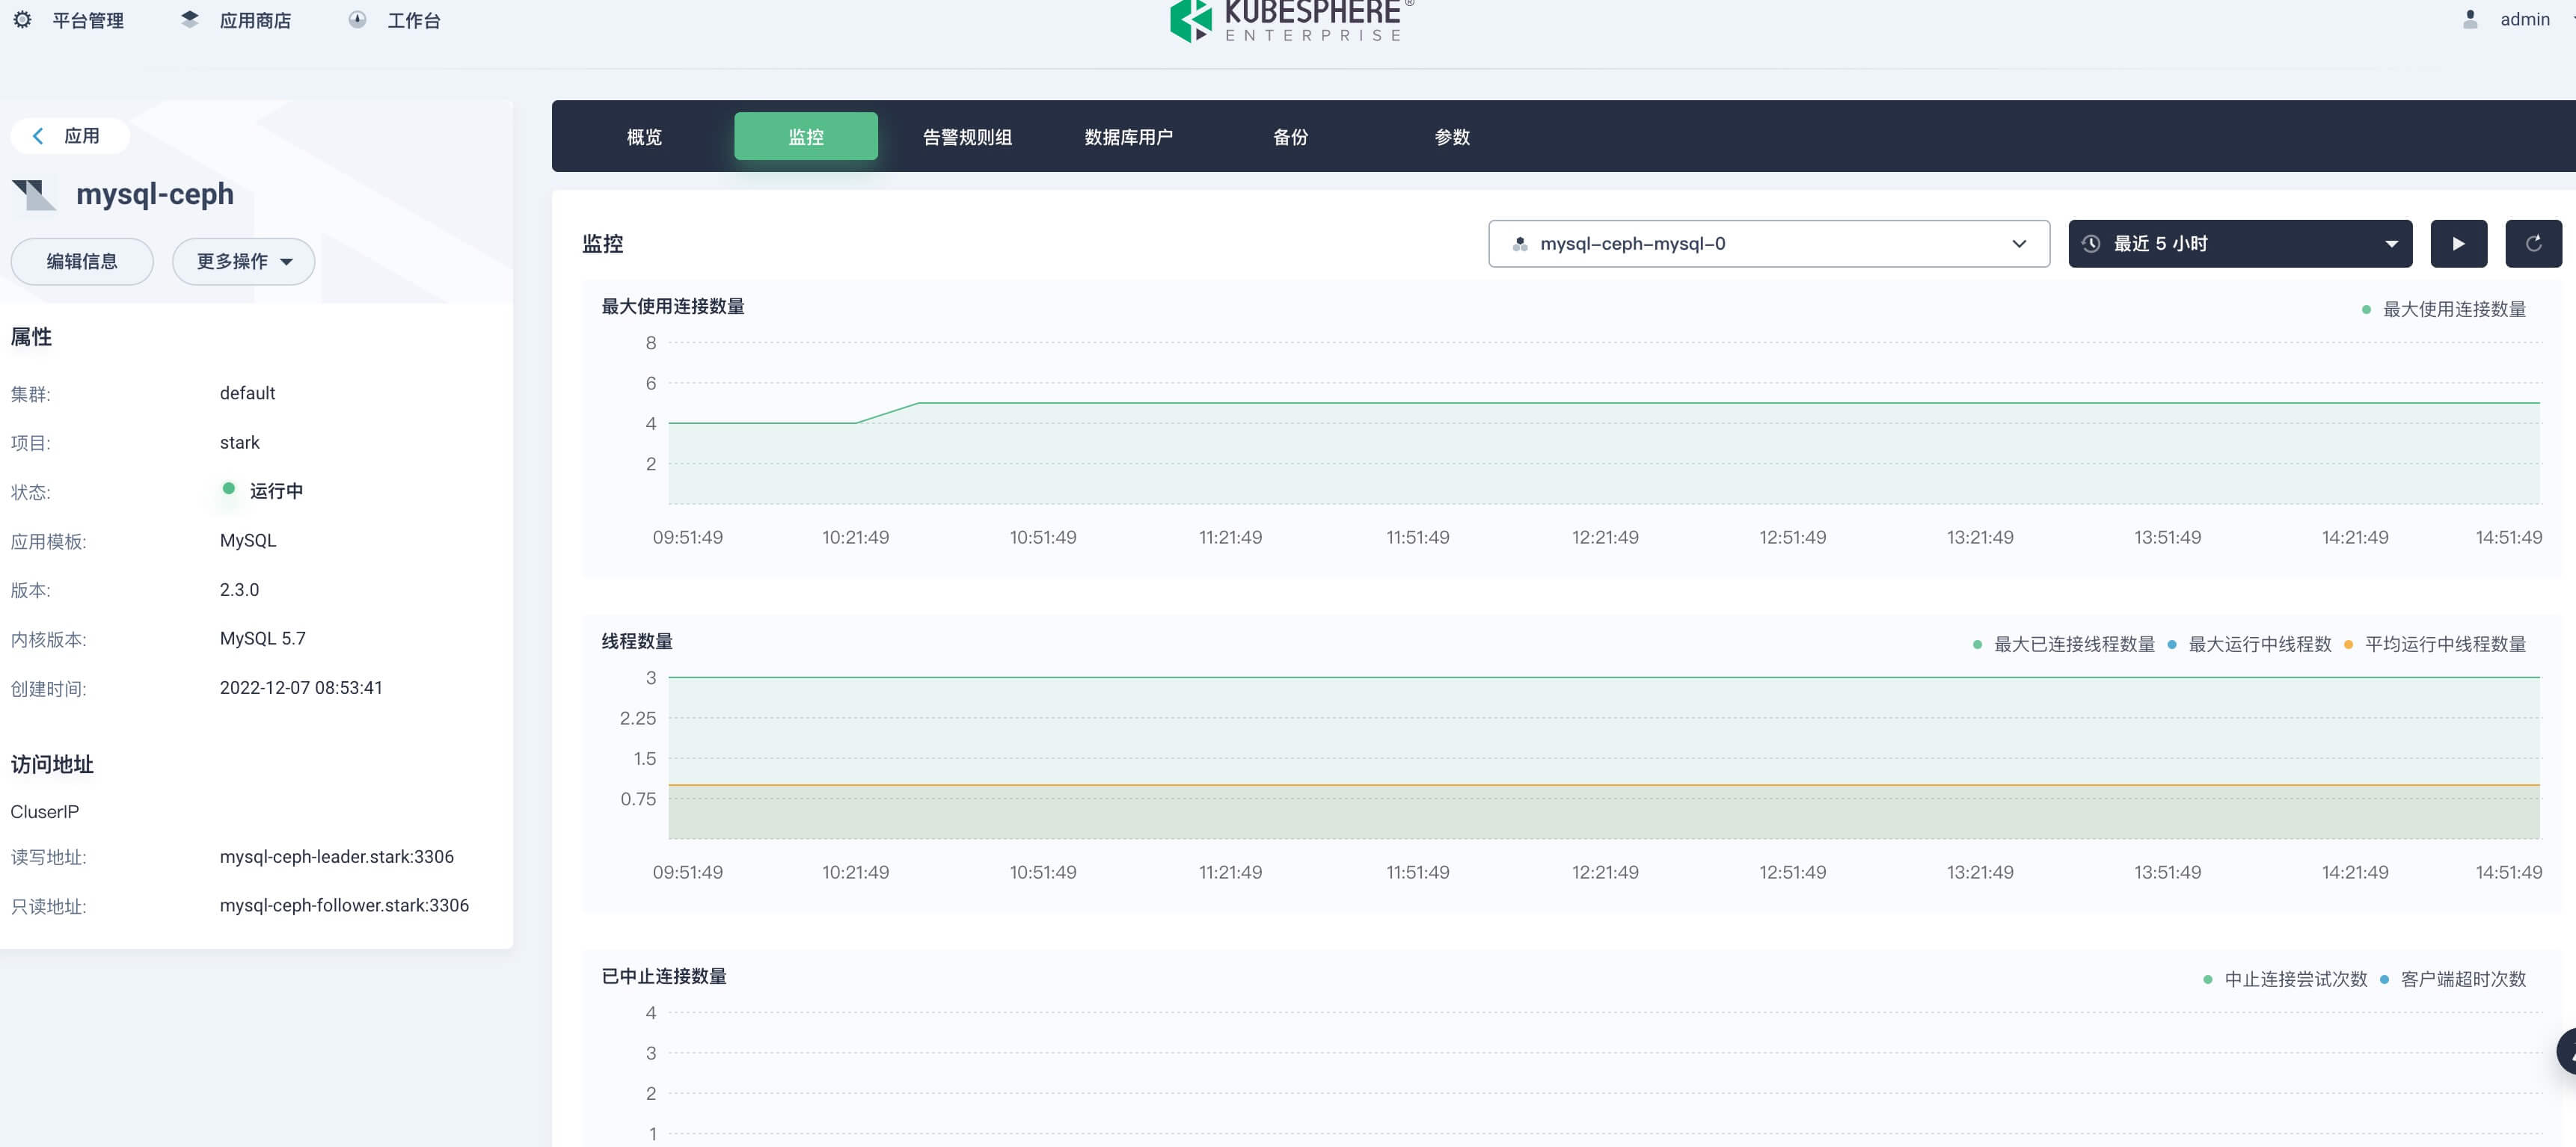 平台管理
应用商店
工作台
KUBESPHERE®
ENTERPRISE
admin
应用
mysql-ceph
编辑信息
更多操作
属性
集群: default
项目: stark
状态: 运行中
应用模板: MySQL
版本: 2.3.0
内核版本: MySQL 5.7
创建时间: 2022-12-07 08:53:41
访问地址
CluserIP
读写地址: mysql-ceph-leader.stark:3306
只读地址: mysql-ceph-follower.stark:3306
概览
监控
告警规则组
数据库用户
备份
参数
监控
mysql-ceph-mysql-0
最近 5 小时
最大使用连接数量
最大使用连接数量
8
6
4
2
09:51:49 10:21:49 10:51:49 11:21:49 11:51:49 12:21:49 12:51:49 13:21:49 13:51:49 14:21:49 14:51:49
线程数量
最大已连接线程数量 最大运行中线程数 平均运行中线程数量
3
2.25
1.5
0.75
09:51:49 10:21:49 10:51:49 11:21:49 11:51:49 12:21:49 12:51:49 13:21:49 13:51:49 14:21:49 14:51:49
已中止连接数量
中止连接尝试次数 客户端超时次数
4
3
2
1